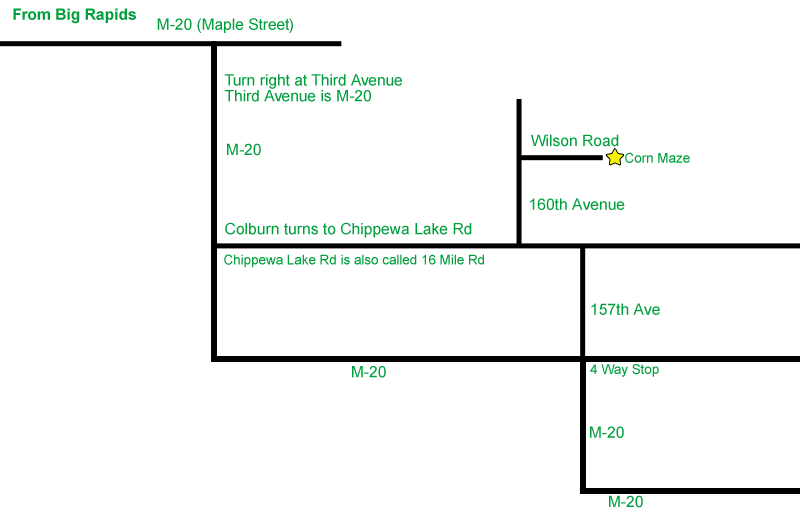 From Big Rapids
M-20 (Maple Street)
Turn right at Third Avenue
Third Avenue is M-20
M-20
Wilson Road
Corn Maze
160th Avenue
Colburn turns to Chippewa Lake Rd
Chippewa Lake Rd is also called 16 Mile Rd
157th Ave
M-20
4 Way Stop
M-20
M-20